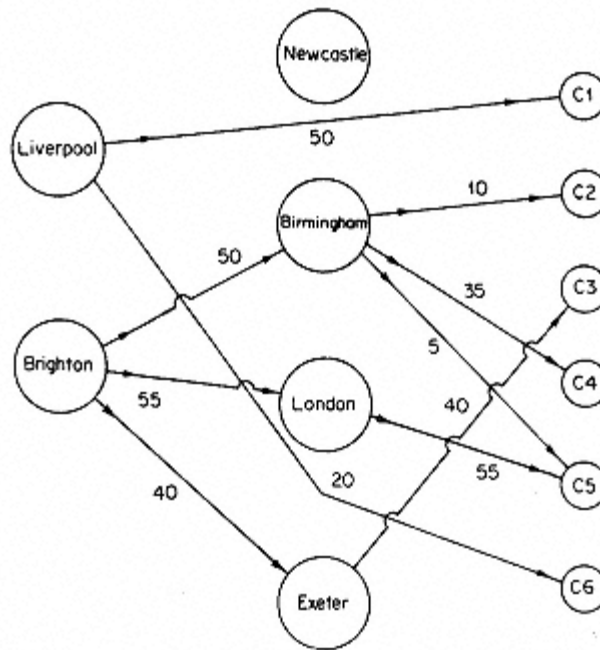 Newcastle
C1
Liverpool
50
C2
10
Birmingham
50
C3
35
5
Brighton
C4
55
London
40
C5
55
20
40
C6
Exeter